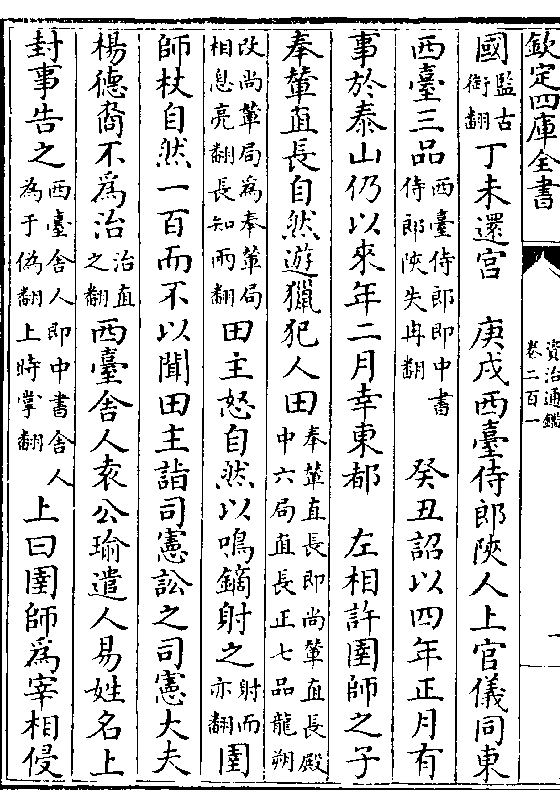 欽定四庫全書
資治通鑑
卷二百一
國監古衘翻丁未還宮　庚戌西臺侍郎陜人上官儀同東
西臺三品西臺侍郎即中書侍郎陜失冉翻　癸丑詔以四年正月有
事於泰山仍以來年二月幸東都　左相許圉師之子
奉輦直長自然遊獵犯人田奉輦直長即尚輦直長殿中六局直長正七品龍朔
改尚輦局為奉輦局相息亮翻長知兩翻田主怒自然以鳴鏑射之射而亦翻圉
師杖自然一百而不以聞田主詣司憲訟之司憲大夫
楊德裔不為治治直之翻西臺舍人袁公瑜遣人易姓名上
封事告之西臺舍人即中書舍人為于偽翻上時掌翻上曰圉師為宰相侵